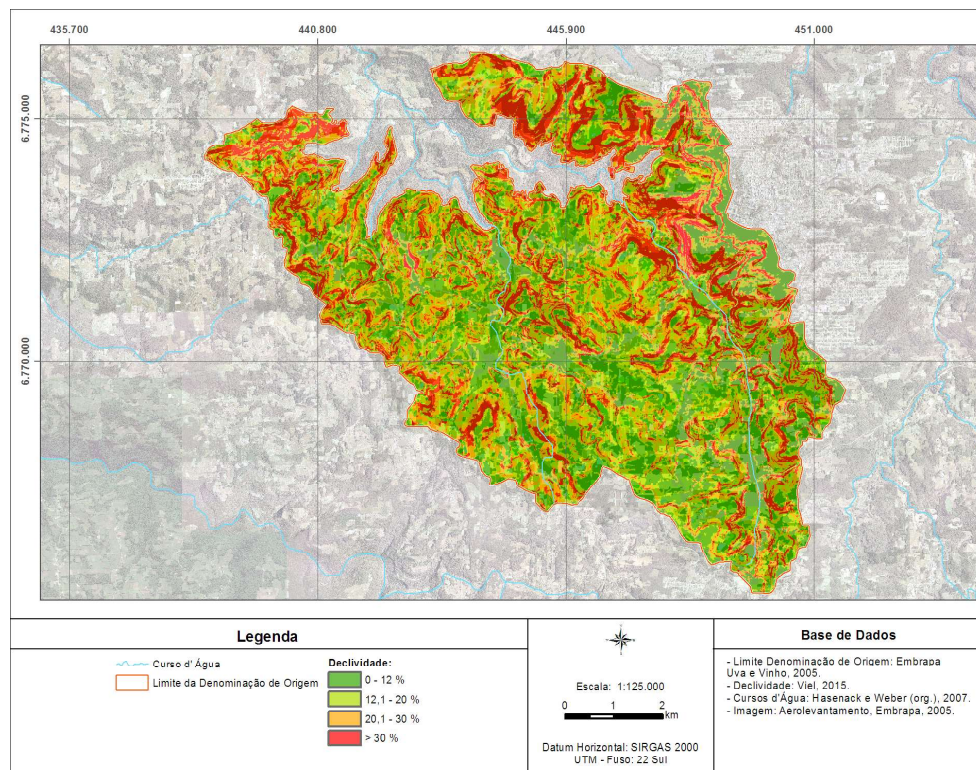 435.700
440.800
445.900
451.000
6.775.000
6.770.000
Legenda
Curso d'Água
Limite da Denominação de Origem
Declividade:
0 - 12 %
12,1 - 20 %
20,1 - 30 %
> 30 %
Escala: 1:125.000
0 1 2
km
Datum Horizontal: SIRGAS 2000
UTM - Fuso: 22 Sul
Base de Dados
- Limite Denominação de Origem: Embrapa
Uva e Vinho, 2005.
- Declividade: Viel, 2015.
- Cursos d'Água: Hasenack e Weber (org.), 2007.
- Imagem: Aerolevantamento, Embrapa, 2005.